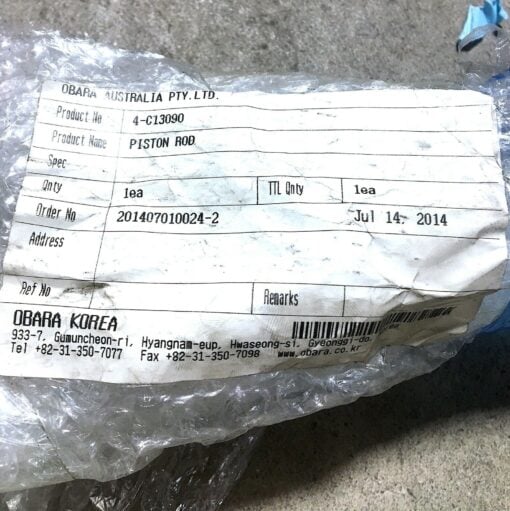 OBARA AUSTRALIA PTY.LTD.
Product No 4-C13090
Product Name PISTON ROD
Spec
Qnty 1ea TTL Qnty 1ea
Order No 201407010024-2 Jul 14. 2014
Address
Ref No Remarks
OBARA KOREA
933-7, Gumuncheon-ri, Hyangnam-eup, Hwaseong-si, Gyeonggi-do.
Tel +82-31-350-7077 Fax +82-31-350-7098 www.obara.co.kr